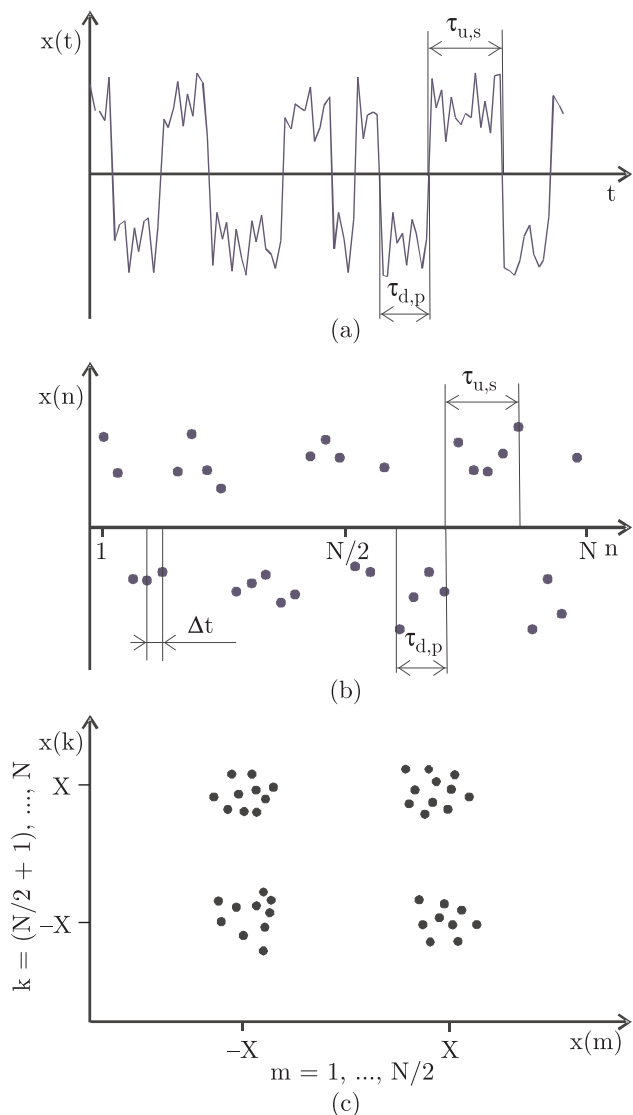 x(t)
τu,s
t
τd,p
(a)
x(n)
τu,s
1
N/2
N n
Δt
τd,p
(b)
x(k)
k = (N/2 + 1), ..., N
X
–X
–X
X
x(m)
m = 1, ..., N/2
(c)